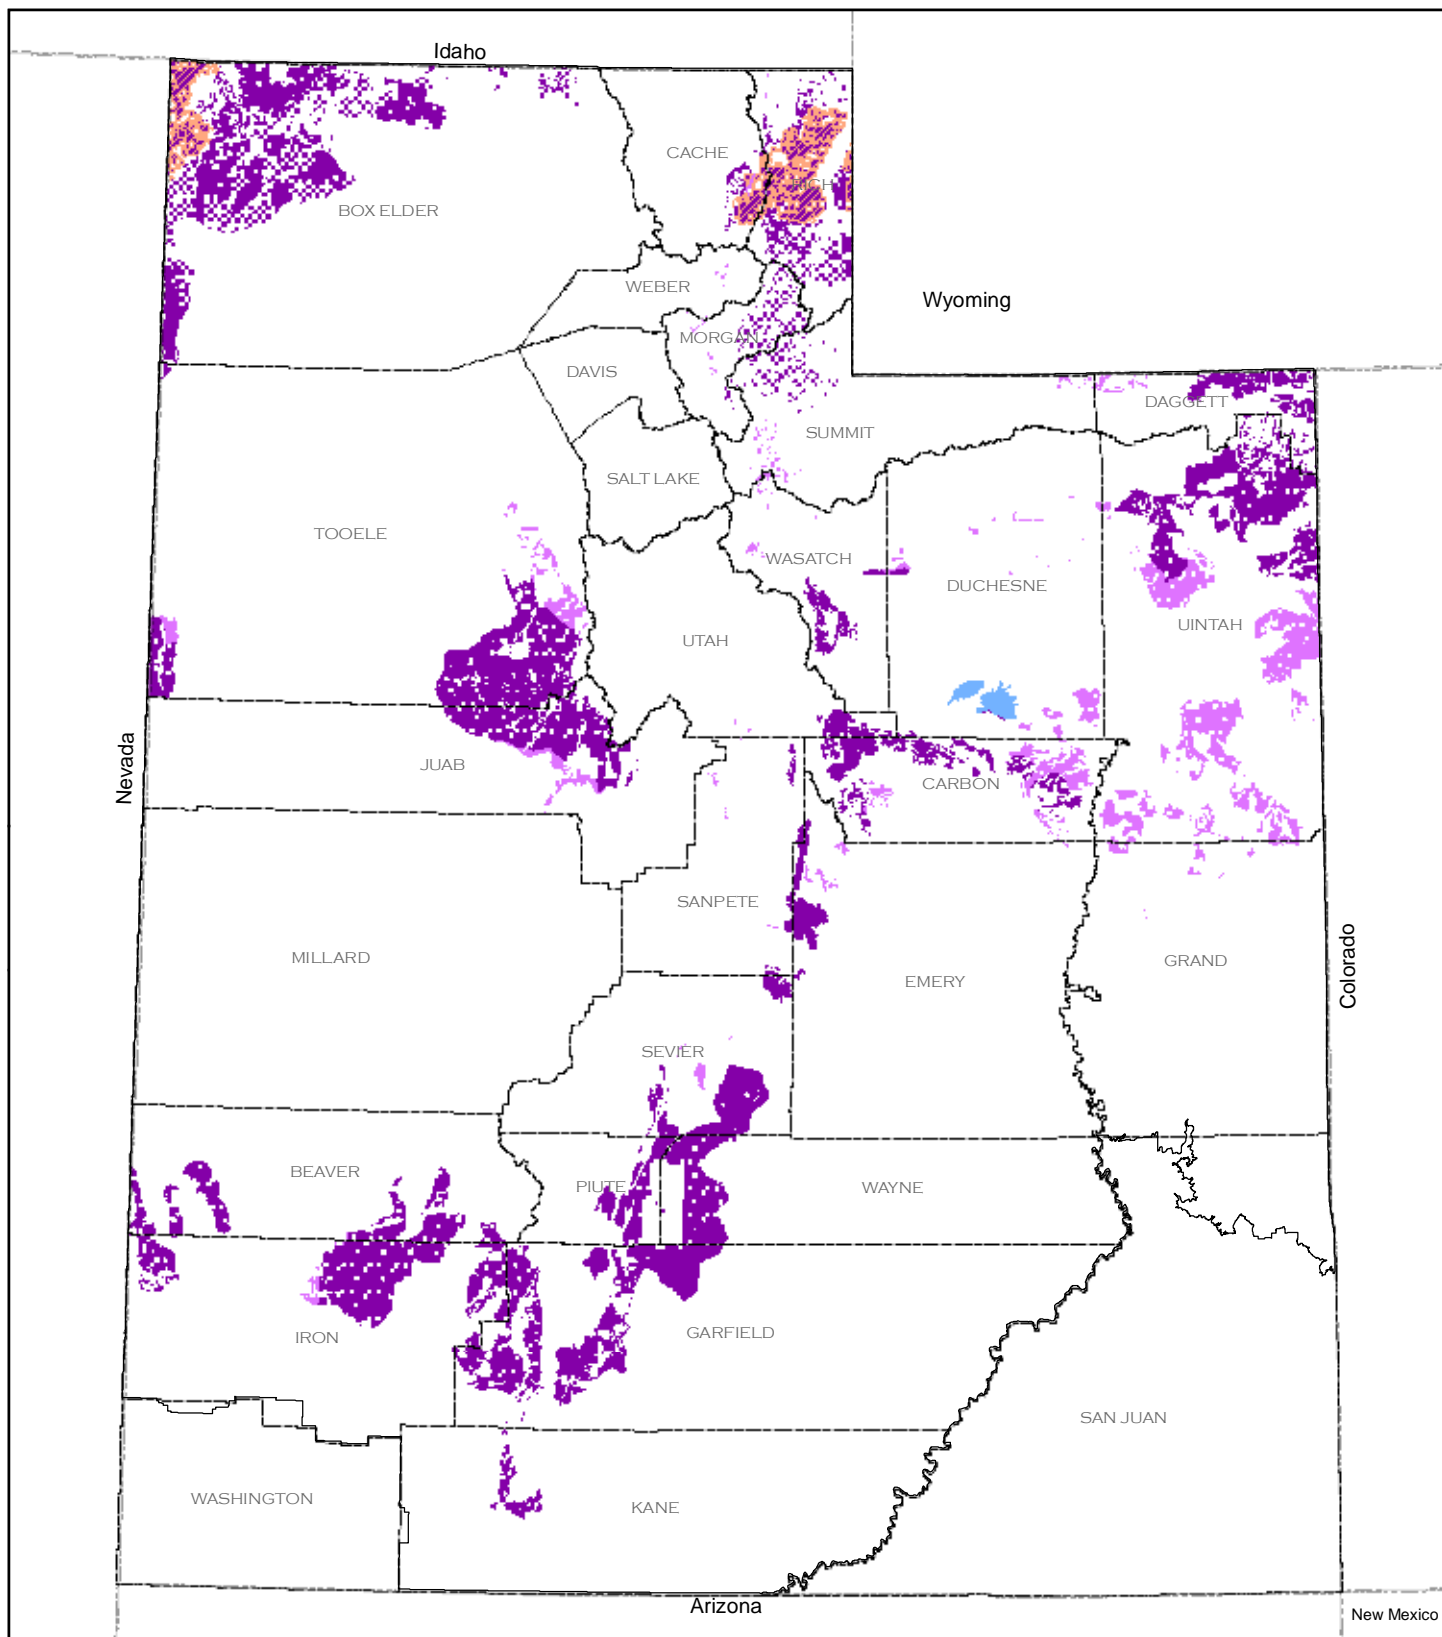 Idaho
CACHE
RICH
BOX ELDER
WEBER
Wyoming
MORGAN
DAVIS
DAGGETT
SUMMIT
SALT LAKE
TOOELE
WASATCH
DUCHESNE
UINTAH
UTAH
Nevada
JUAB
CARBON
SANPETE
MILLARD
GRAND
EMERY
Colorado
SEVIER
BEAVER
PIUTE
WAYNE
IRON
GARFIELD
SAN JUAN
WASHINGTON
KANE
Arizona
New Mexico